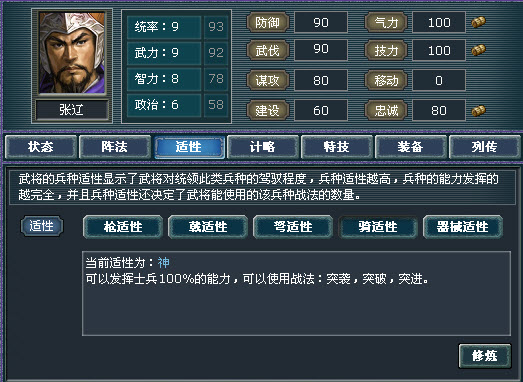 统率：9 93
武力：9 92
智力：8 78
政治：6 58
张辽
防御 90 气力 100
武伐 90 技力 100
谋攻 80 移动 0
建设 60 忠诚 80
状态 阵法 适性 计略 特技 装备 列传
武将的兵种适性显示了武将对统领此类兵种的驾驭程度，兵种适性越高，兵种的能力发挥的
越完全，并且兵种适性还决定了武将能使用的该兵种战法的数量。
适性 枪适性 戟适性 弩适性 骑适性 器械适性
当前适性为：神
可以发挥士兵100%的能力，可以使用战法：突袭，突破，突进。
修炼